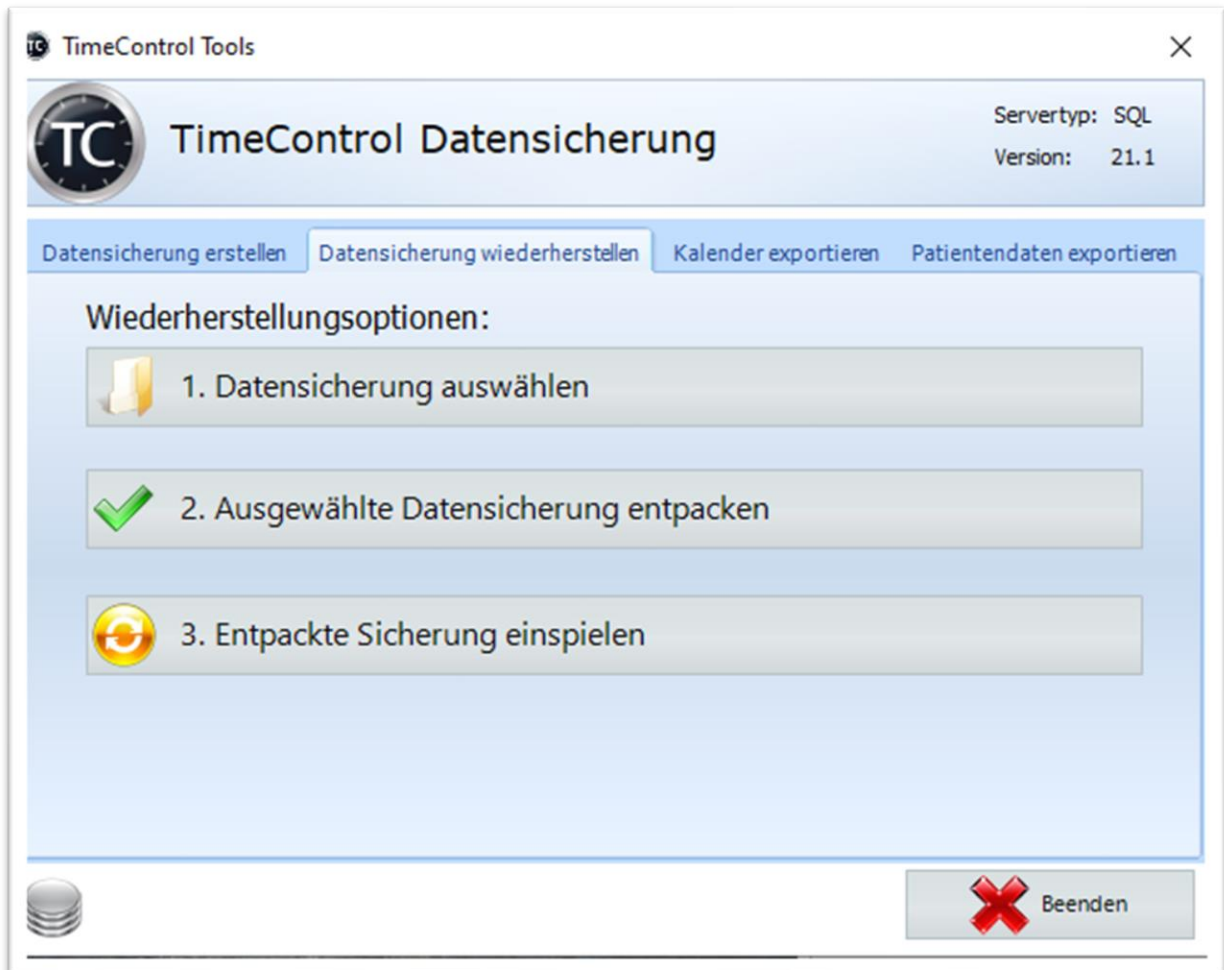 TC TimeControl Tools
TC
TimeControl Datensicherung
Servertyp: SQL
Version: 21.1
Datensicherung erstellen Datensicherung wiederherstellen Kalender exportieren Patientendaten exportieren
Wiederherstellungsoptionen:
1. Datensicherung auswählen
2. Ausgewählte Datensicherung entpacken
3. Entpackte Sicherung einspielen
Beenden